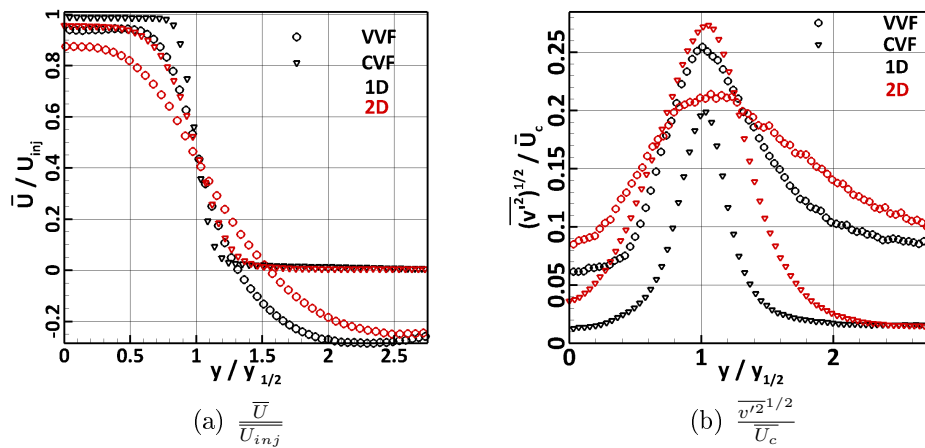 1
0.8
0.6
0.4
0.2
0
-0.2
U̅ / U_inj
0 0.5 1 1.5 2 2.5
y / y_1/2
VVF
CVF
1D
2D
(a) U̅ / U̅_inj
0.25
0.2
0.15
0.1
0.05
0
(v'²)^1/2 / U̅_c
0 1 2
y / y_1/2
VVF
CVF
1D
2D
(b) v'²^1/2 / U_c